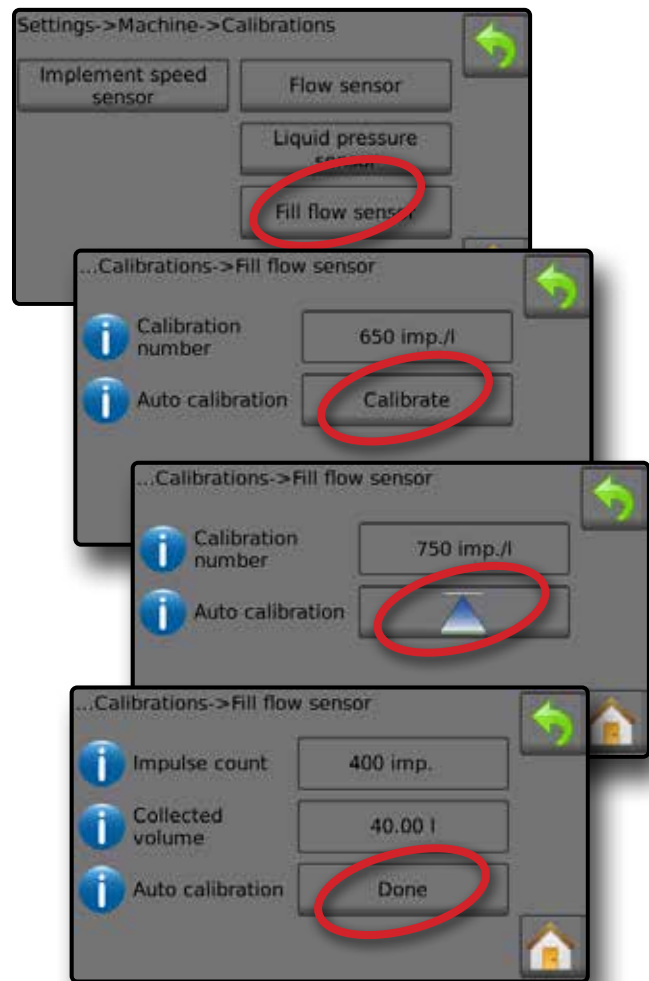 Settings->Machine->Calibrations
Implement speed
sensor
Flow sensor
Liquid pressure
sensor
Fill flow sensor
...Calibrations->Fill flow sensor
Calibration
number
650 imp./l
Auto calibration
Calibrate
...Calibrations->Fill flow sensor
Calibration
number
750 imp./l
Auto calibration
...Calibrations->Fill flow sensor
Impulse count
400 imp.
Collected
volume
40.00 l
Auto calibration
Done